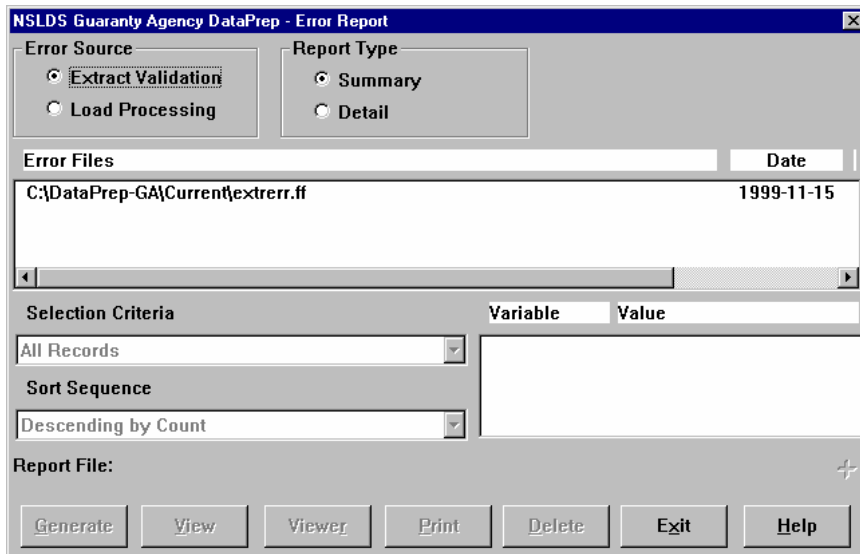 NSLDS Guaranty Agency DataPrep - Error Report
Error Source
Extract Validation
Load Processing
Report Type
Summary
Detail
Error Files Date
C:\DataPrep-GA\Current\extrerr.ff 1999-11-15
Selection Criteria
All Records
Sort Sequence
Descending by Count
Variable Value
Report File:
Generate View Viewer Print Delete Exit Help